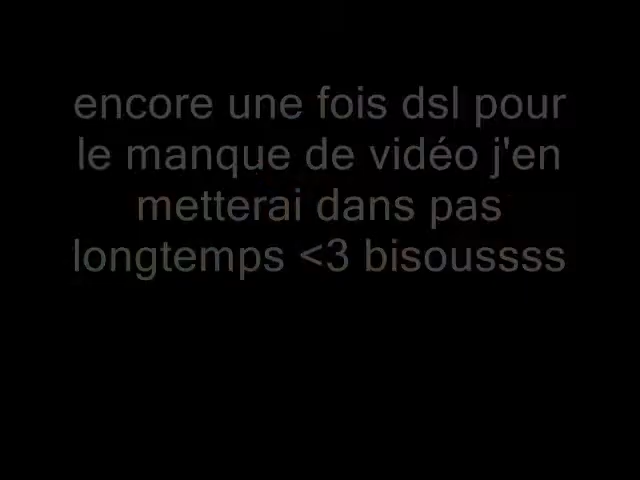 encore une fois dsl pour
le manque de vidéo j'en
metterai dans pas
longtemps <3 bisoussss